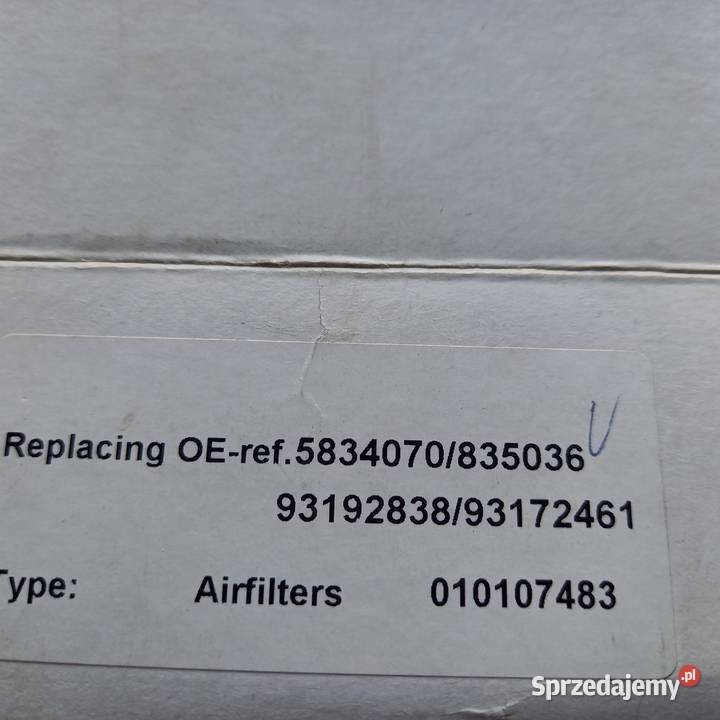 Replacing OE-ref.5834070/835036
93192838/93172461
Type: Airfilters 010107483
Sprzedajemy.pl